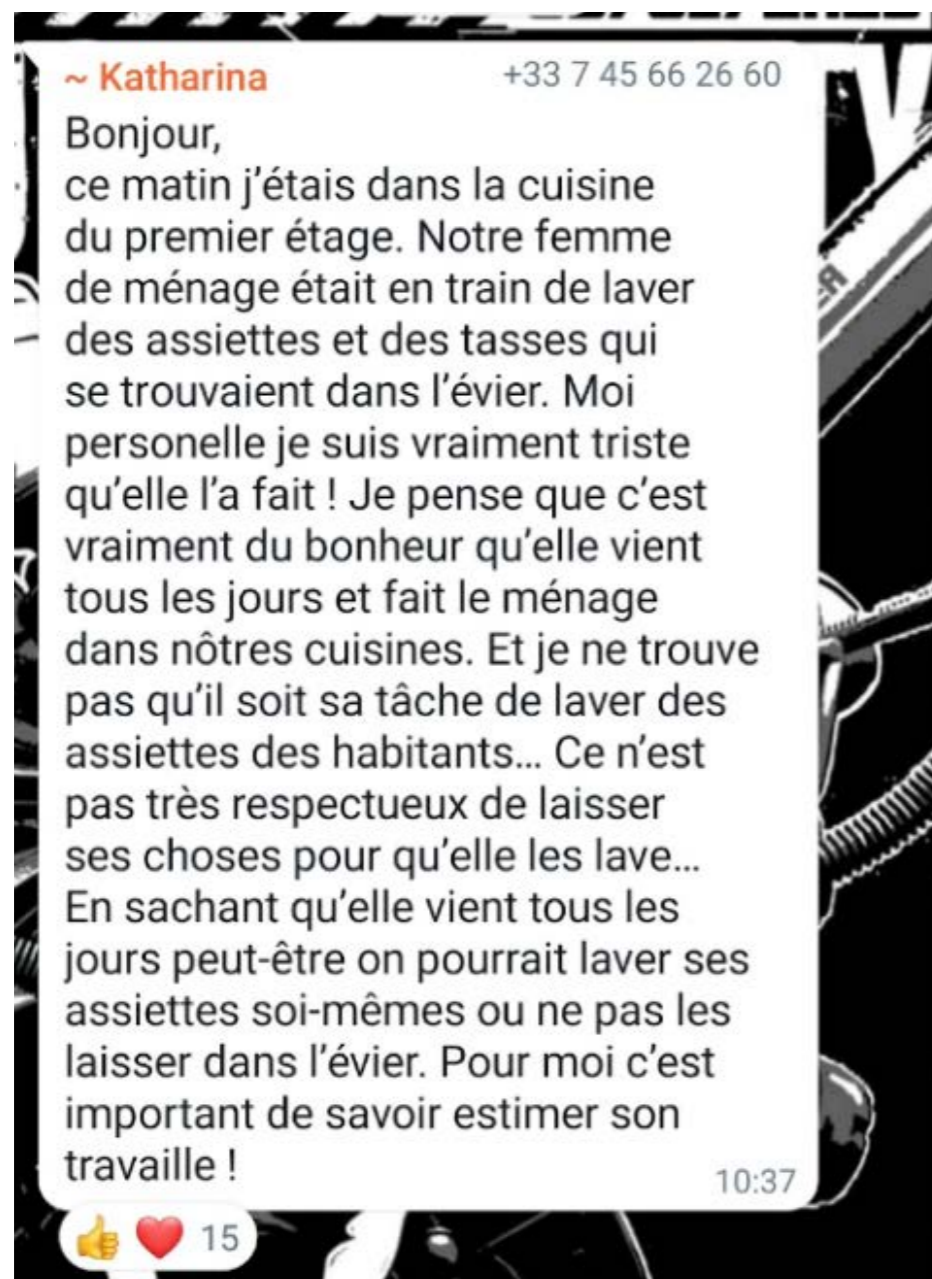 ~ Katharina +33 7 45 66 26 60
Bonjour,
ce matin j'étais dans la cuisine
du premier étage. Notre femme
de ménage était en train de laver
des assiettes et des tasses qui
se trouvaient dans l'évier. Moi
personelle je suis vraiment triste
qu'elle l'a fait ! Je pense que c'est
vraiment du bonheur qu'elle vient
tous les jours et fait le ménage
dans nôtres cuisines. Et je ne trouve
pas qu'il soit sa tâche de laver des
assiettes des habitants... Ce n'est
pas très respectueux de laisser
ses choses pour qu'elle les lave...
En sachant qu'elle vient tous les
jours peut-être on pourrait laver ses
assiettes soi-mêmes ou ne pas les
laisser dans l'évier. Pour moi c'est
important de savoir estimer son
travaille !
10:37
👍 ❤️ 15